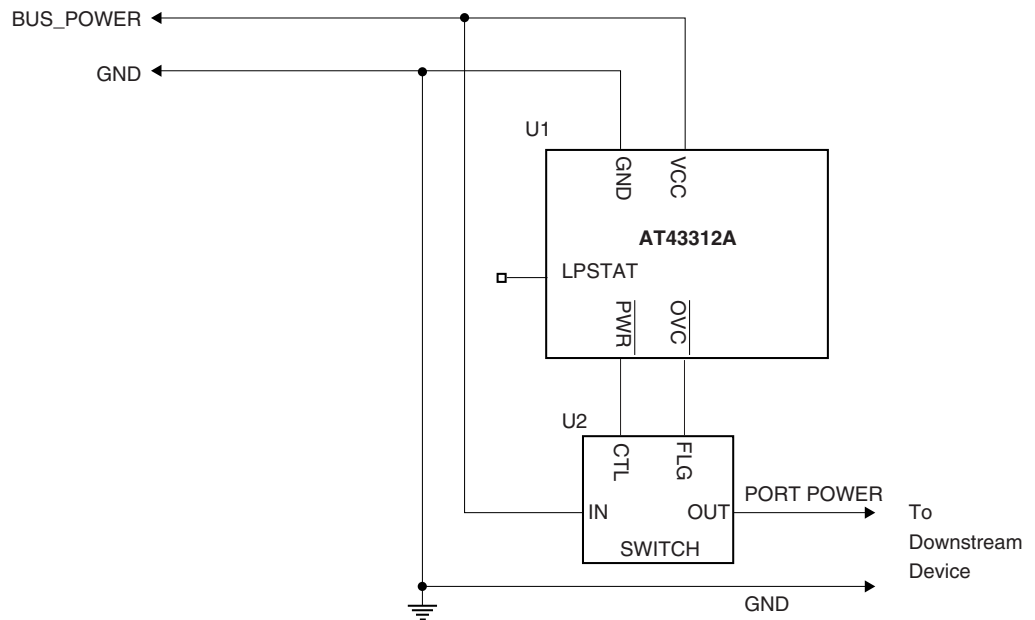 BUS_POWER
GND
U1
GND
VCC
AT43312A
LPSTAT
PWR
OVC
U2
CTL
FLG
IN
OUT
SWITCH
PORT POWER
To
Downstream
Device
GND